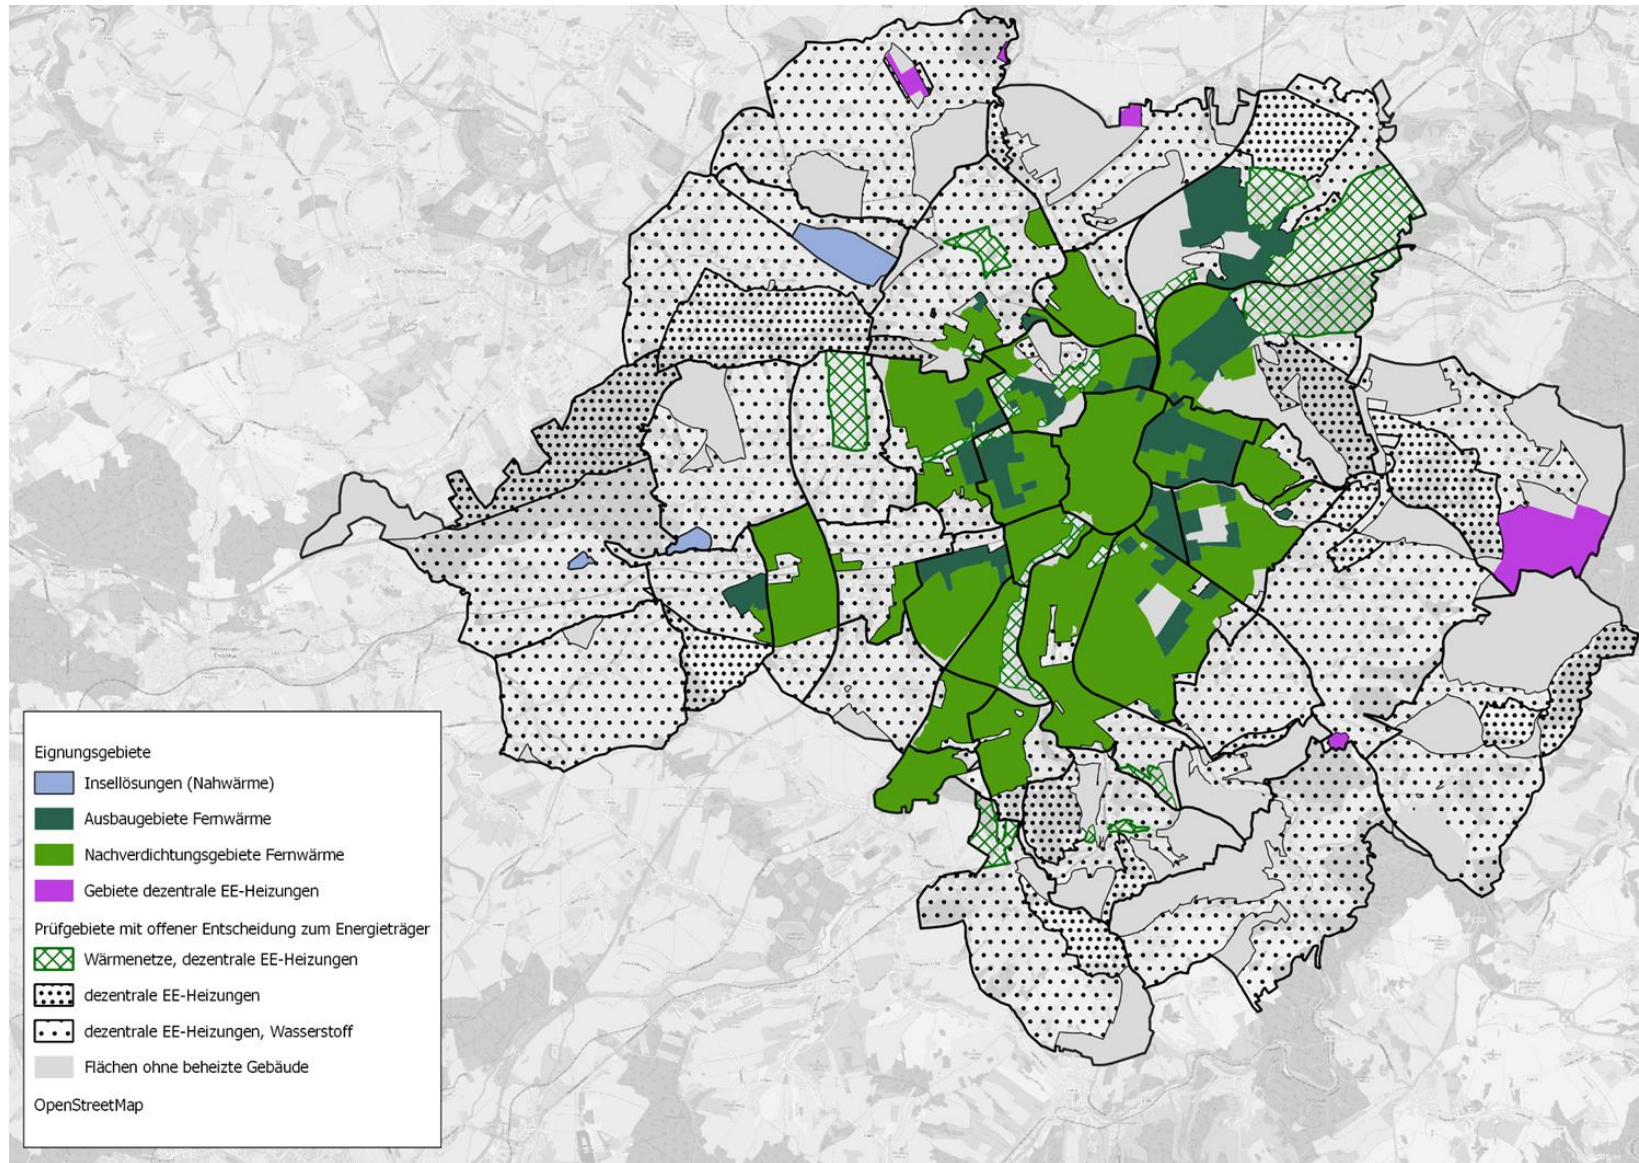 Eignungsgebiete
Insellösungen (Nahwärme)
Ausbaugebiete Fernwärme
Nachverdichtungsgebiete Fernwärme
Gebiete dezentrale EE-Heizungen
Prüfgebiete mit offener Entscheidung zum Energieträger
Wärmenetze, dezentrale EE-Heizungen
dezentrale EE-Heizungen
dezentrale EE-Heizungen, Wasserstoff
Flächen ohne beheizte Gebäude
OpenStreetMap